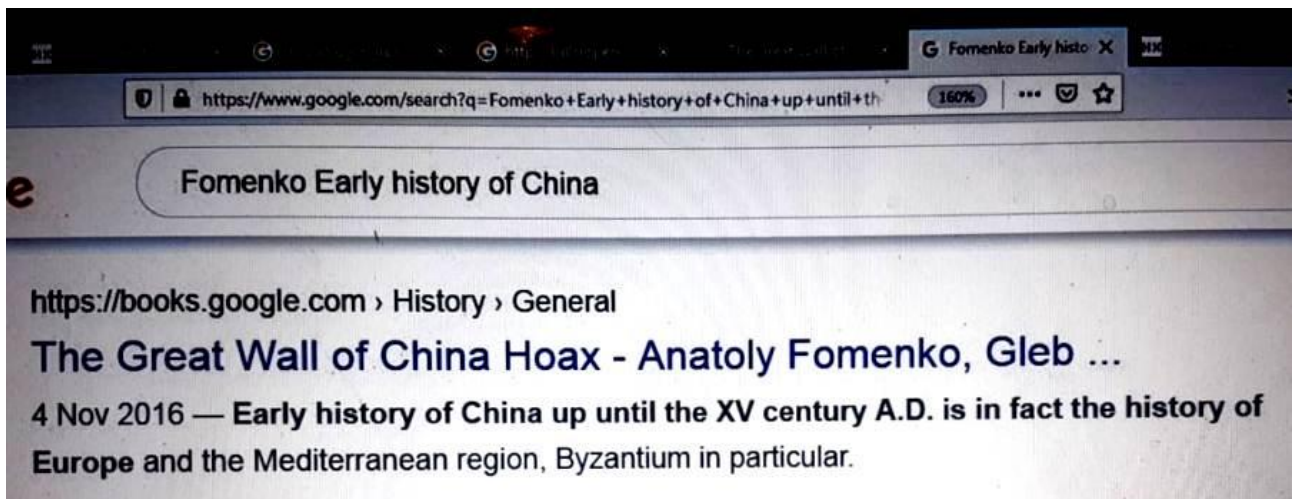 G Fomenko Early histo X
https://www.google.com/search?q=Fomenko+Early+history+of+China+up+until+th 160%
e Fomenko Early history of China
https://books.google.com › History › General
The Great Wall of China Hoax - Anatoly Fomenko, Gleb ...
4 Nov 2016 — Early history of China up until the XV century A.D. is in fact the history of
Europe and the Mediterranean region, Byzantium in particular.